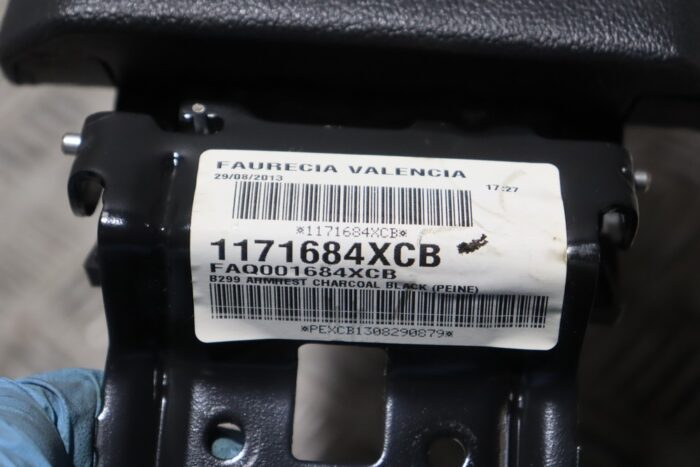 FAURECIA VALENCIA
29/08/2013 17:27
*1171684XCB*
1171684XCB
FAQ001684XCB
B299 ARMREST CHARCOAL BLACK (PEINE)
*PEXCB1308290879*